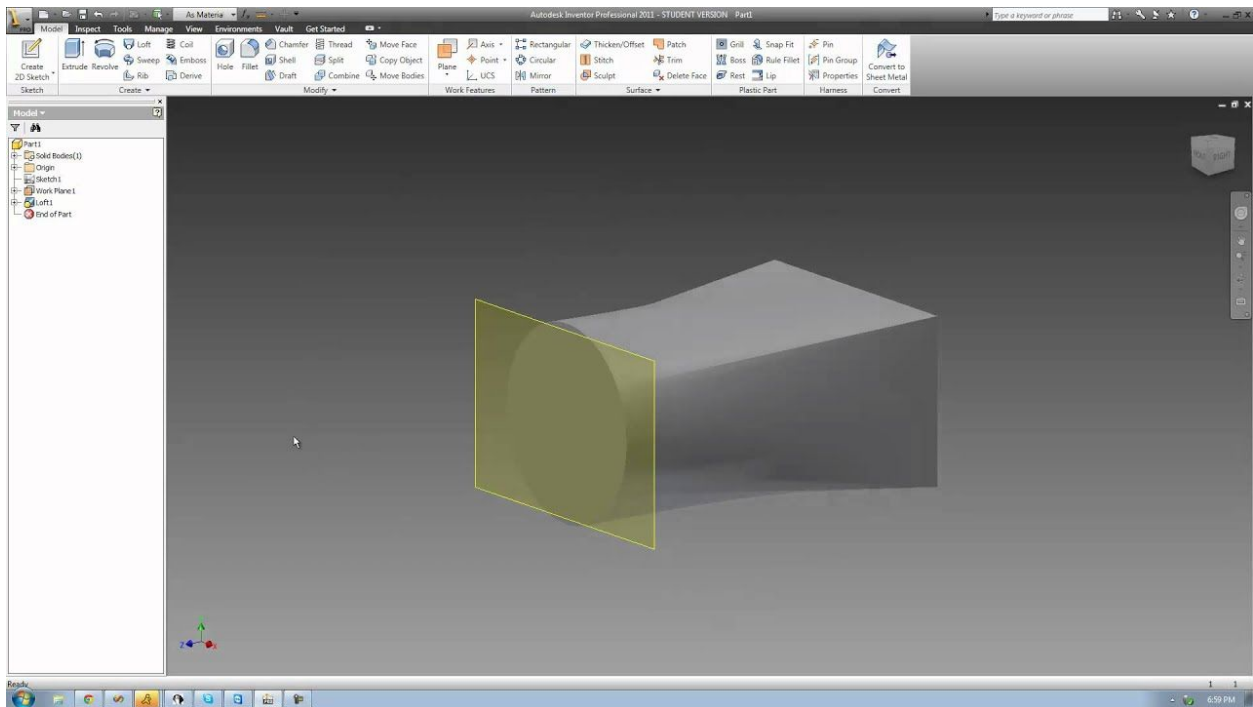 As Materia
Autodesk Inventor Professional 2011 - STUDENT VERSION Part1
Type a keyword or phrase
PRO Model Inspect Tools Manage View Environments Vault Get Started
Create 2D Sketch
Extrude Revolve
Loft
Sweep
Rib
Coil
Emboss
Derive
Hole Fillet
Chamfer
Shell
Draft
Thread
Split
Combine
Move Face
Copy Object
Move Bodies
Plane
Axis
Point
UCS
Rectangular
Circular
Mirror
Thicken/Offset
Stitch
Sculpt
Patch
Trim
Delete Face
Grill
Boss
Rest
Snap Fit
Rule Fillet
Lip
Pin
Pin Group
Properties
Convert to Sheet Metal
Sketch Create Modify Work Features Pattern Surface Plastic Part Harness Convert
Model
Part1
Solid Bodies(1)
Origin
Sketch1
Work Plane1
Loft1
End of Part
RIGHT
Z X
Ready
1 1
6:59 PM